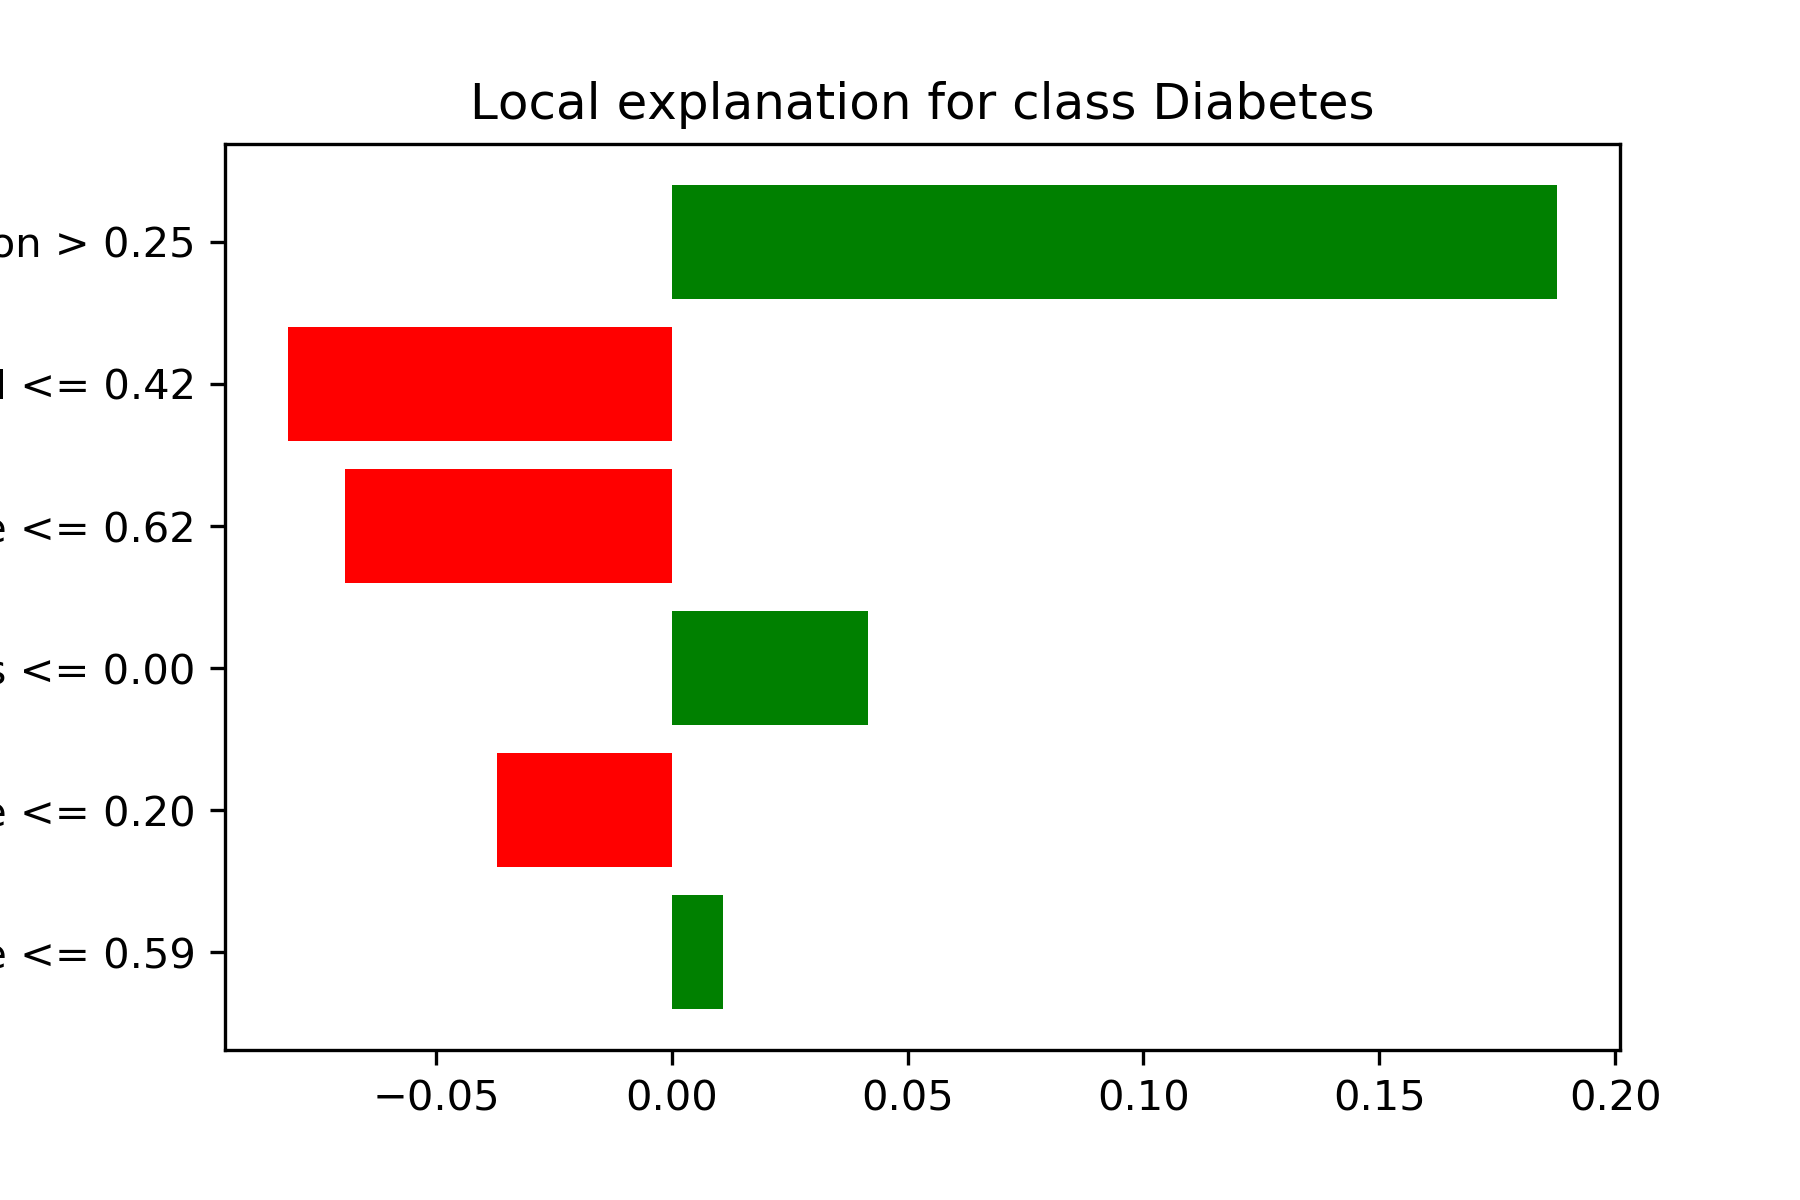 Local explanation for class Diabetes
on > 0.25
<= 0.42
e <= 0.62
s <= 0.00
e <= 0.20
e <= 0.59
−0.05 0.00 0.05 0.10 0.15 0.20